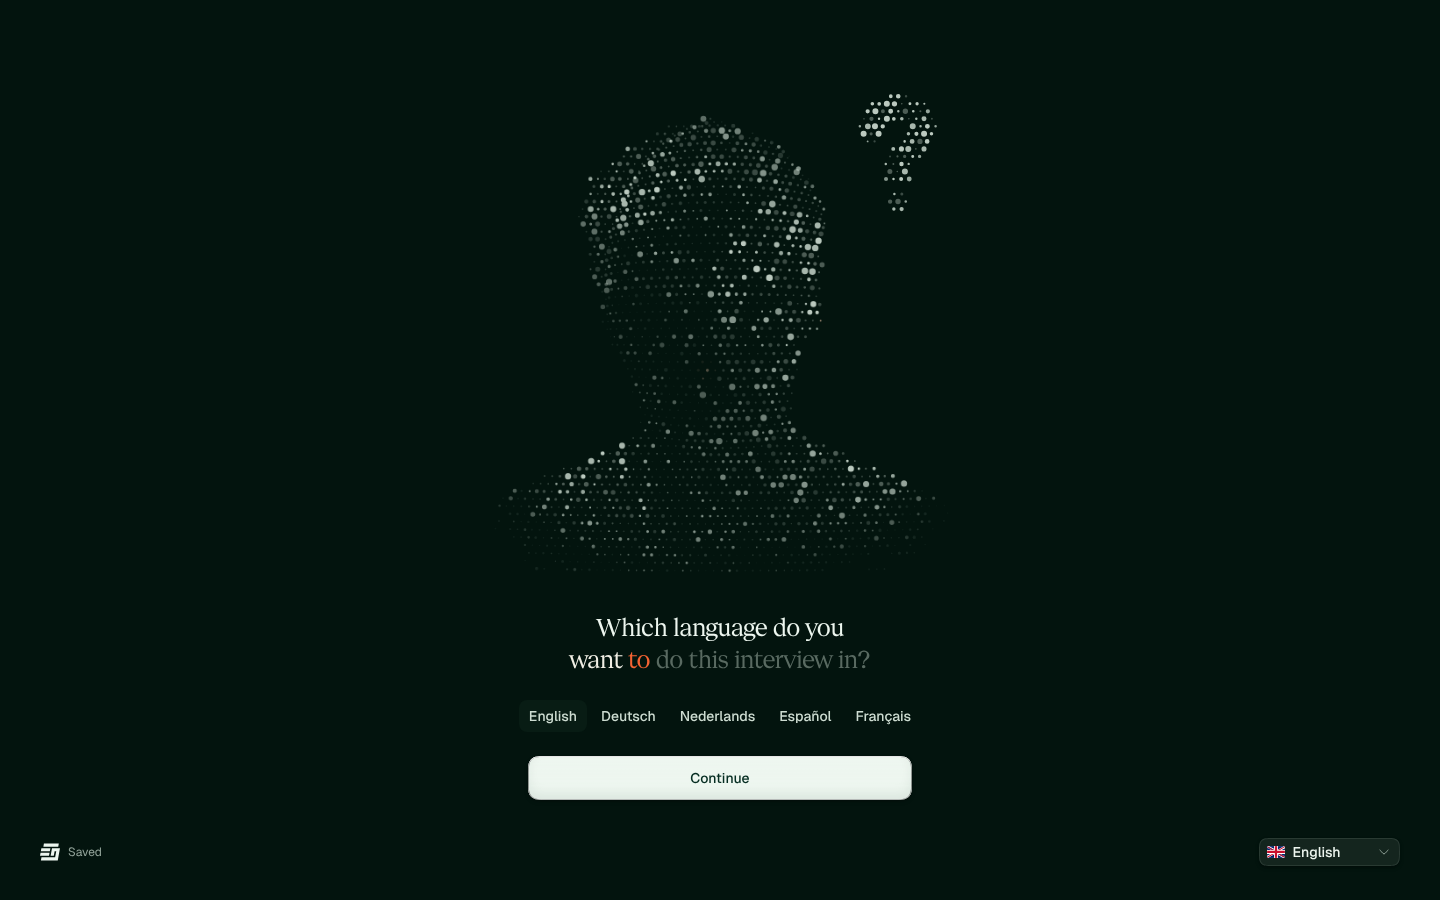 ?
Which language do you
want to do this interview in?
English Deutsch Nederlands Español Français
Continue
Saved
English